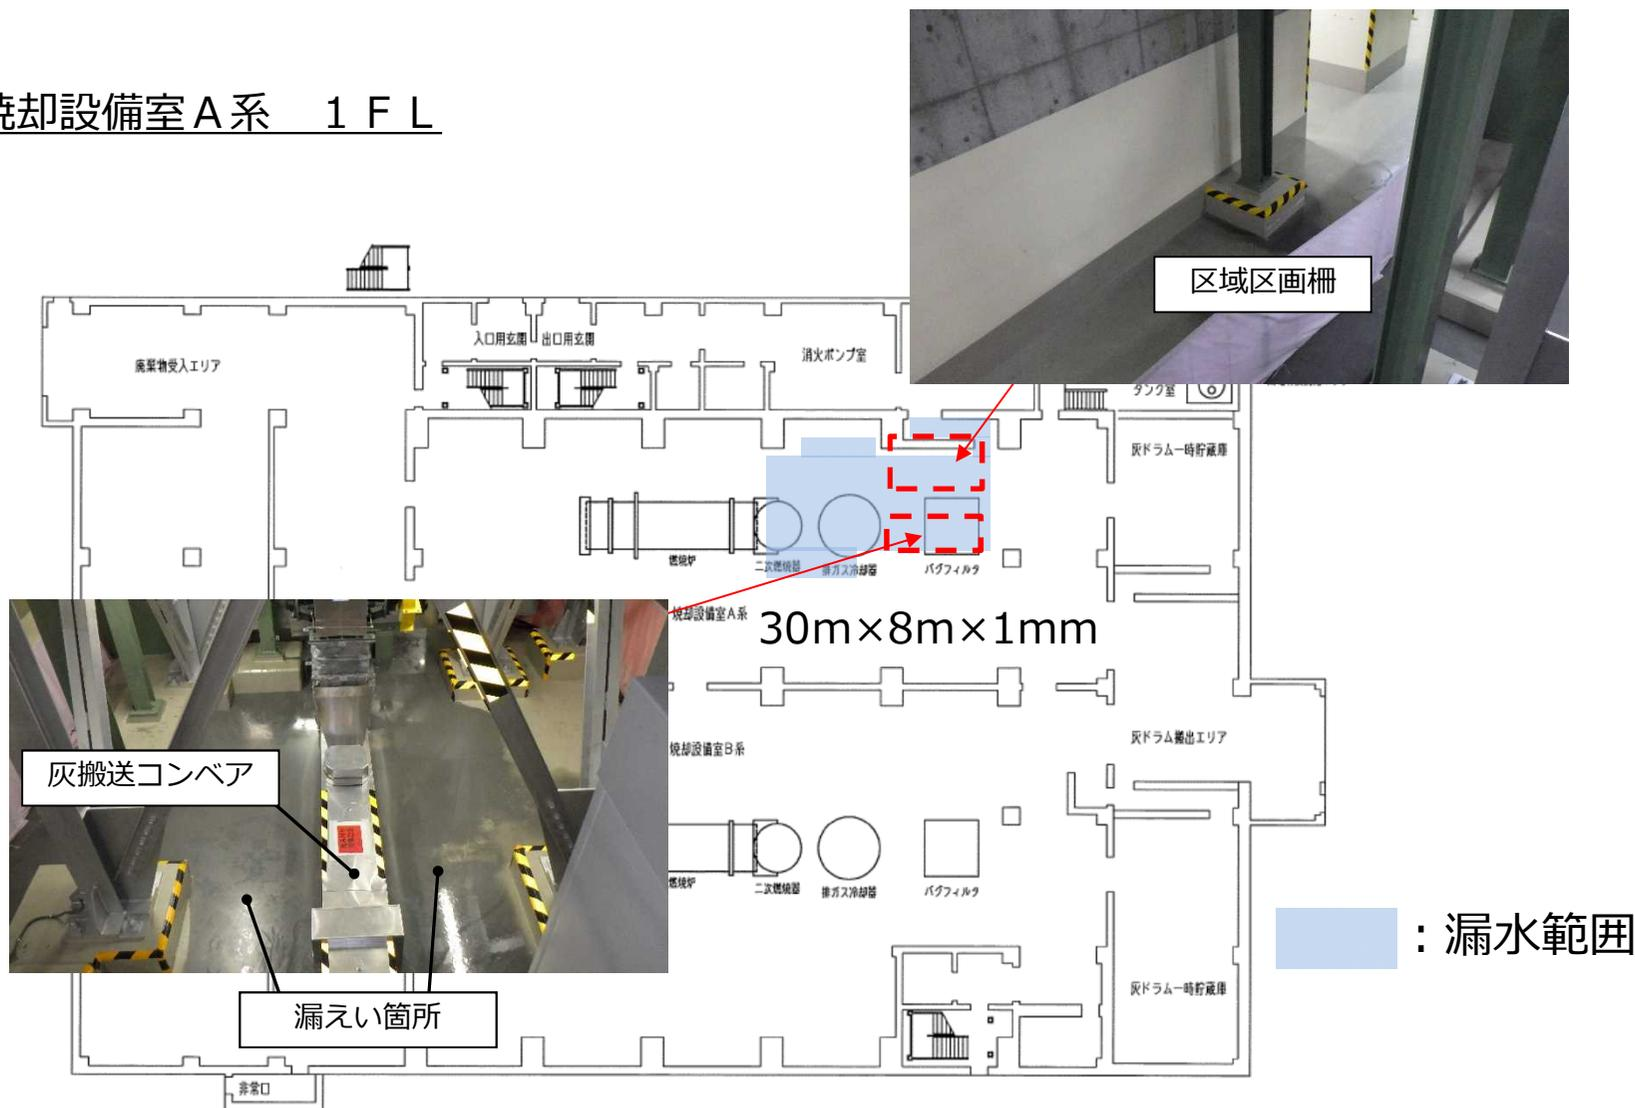 焼却設備室A系　1FL
区域区画柵
入口用玄関
出口用玄関
消火ポンプ室
廃棄物受入エリア
タンク室
灰ドラム一時貯蔵庫
燃焼炉
二次燃焼器
排ガス冷却器
バグフィルタ
焼却設備室A系
30m×8m×1mm
焼却設備室B系
灰ドラム搬出エリア
灰搬送コンベア
燃焼炉
二次燃焼器
排ガス冷却器
バグフィルタ
：漏水範囲
灰ドラム一時貯蔵庫
漏えい箇所
非常口